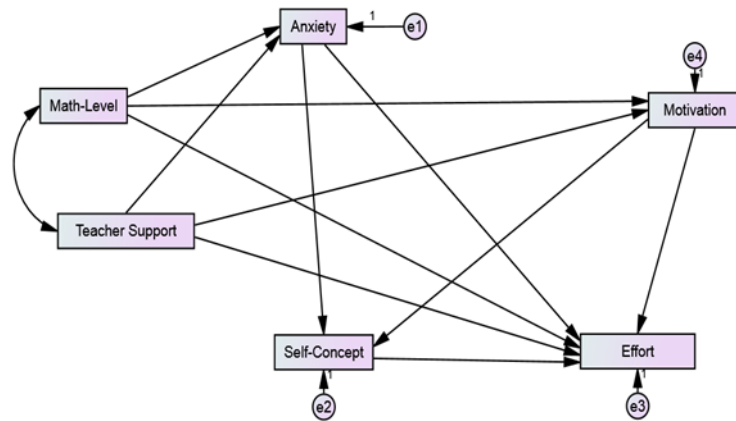 Anxiety
1
e1
e4
1
Math-Level
Motivation
Teacher Support
Self-Concept
Effort
1
1
e2
e3